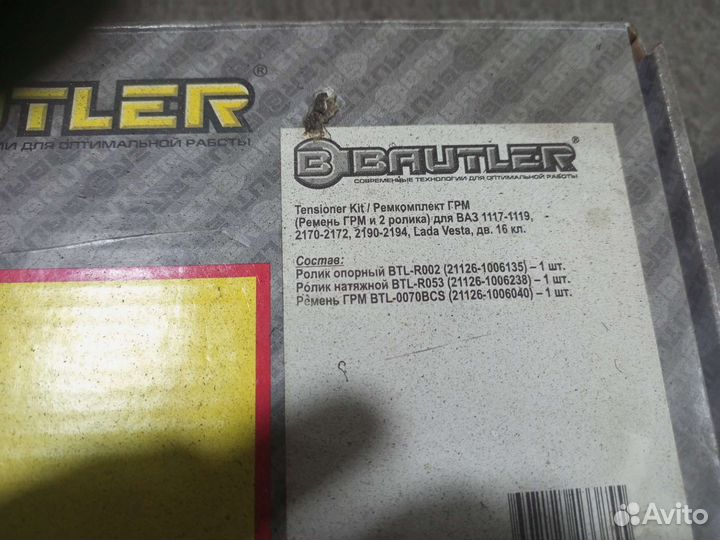 UTLER®
ИИ ДЛЯ ОПТИМАЛЬНОЙ РАБОТЫ
BAUTLER®
СОВРЕМЕННЫЕ ТЕХНОЛОГИИ ДЛЯ ОПТИМАЛЬНОЙ РАБОТЫ
Tensioner Kit / Ремкомплект ГРМ
(Ремень ГРМ и 2 ролика) для ВАЗ 1117-1119,
2170-2172, 2190-2194, Lada Vesta, дв. 16 кл.
Состав:
Ролик опорный BTL-R002 (21126-1006135) – 1 шт.
Ролик натяжной BTL-R053 (21126-1006238) – 1 шт.
Ремень ГРМ BTL-0070BCS (21126-1006040) – 1 шт.
Avito